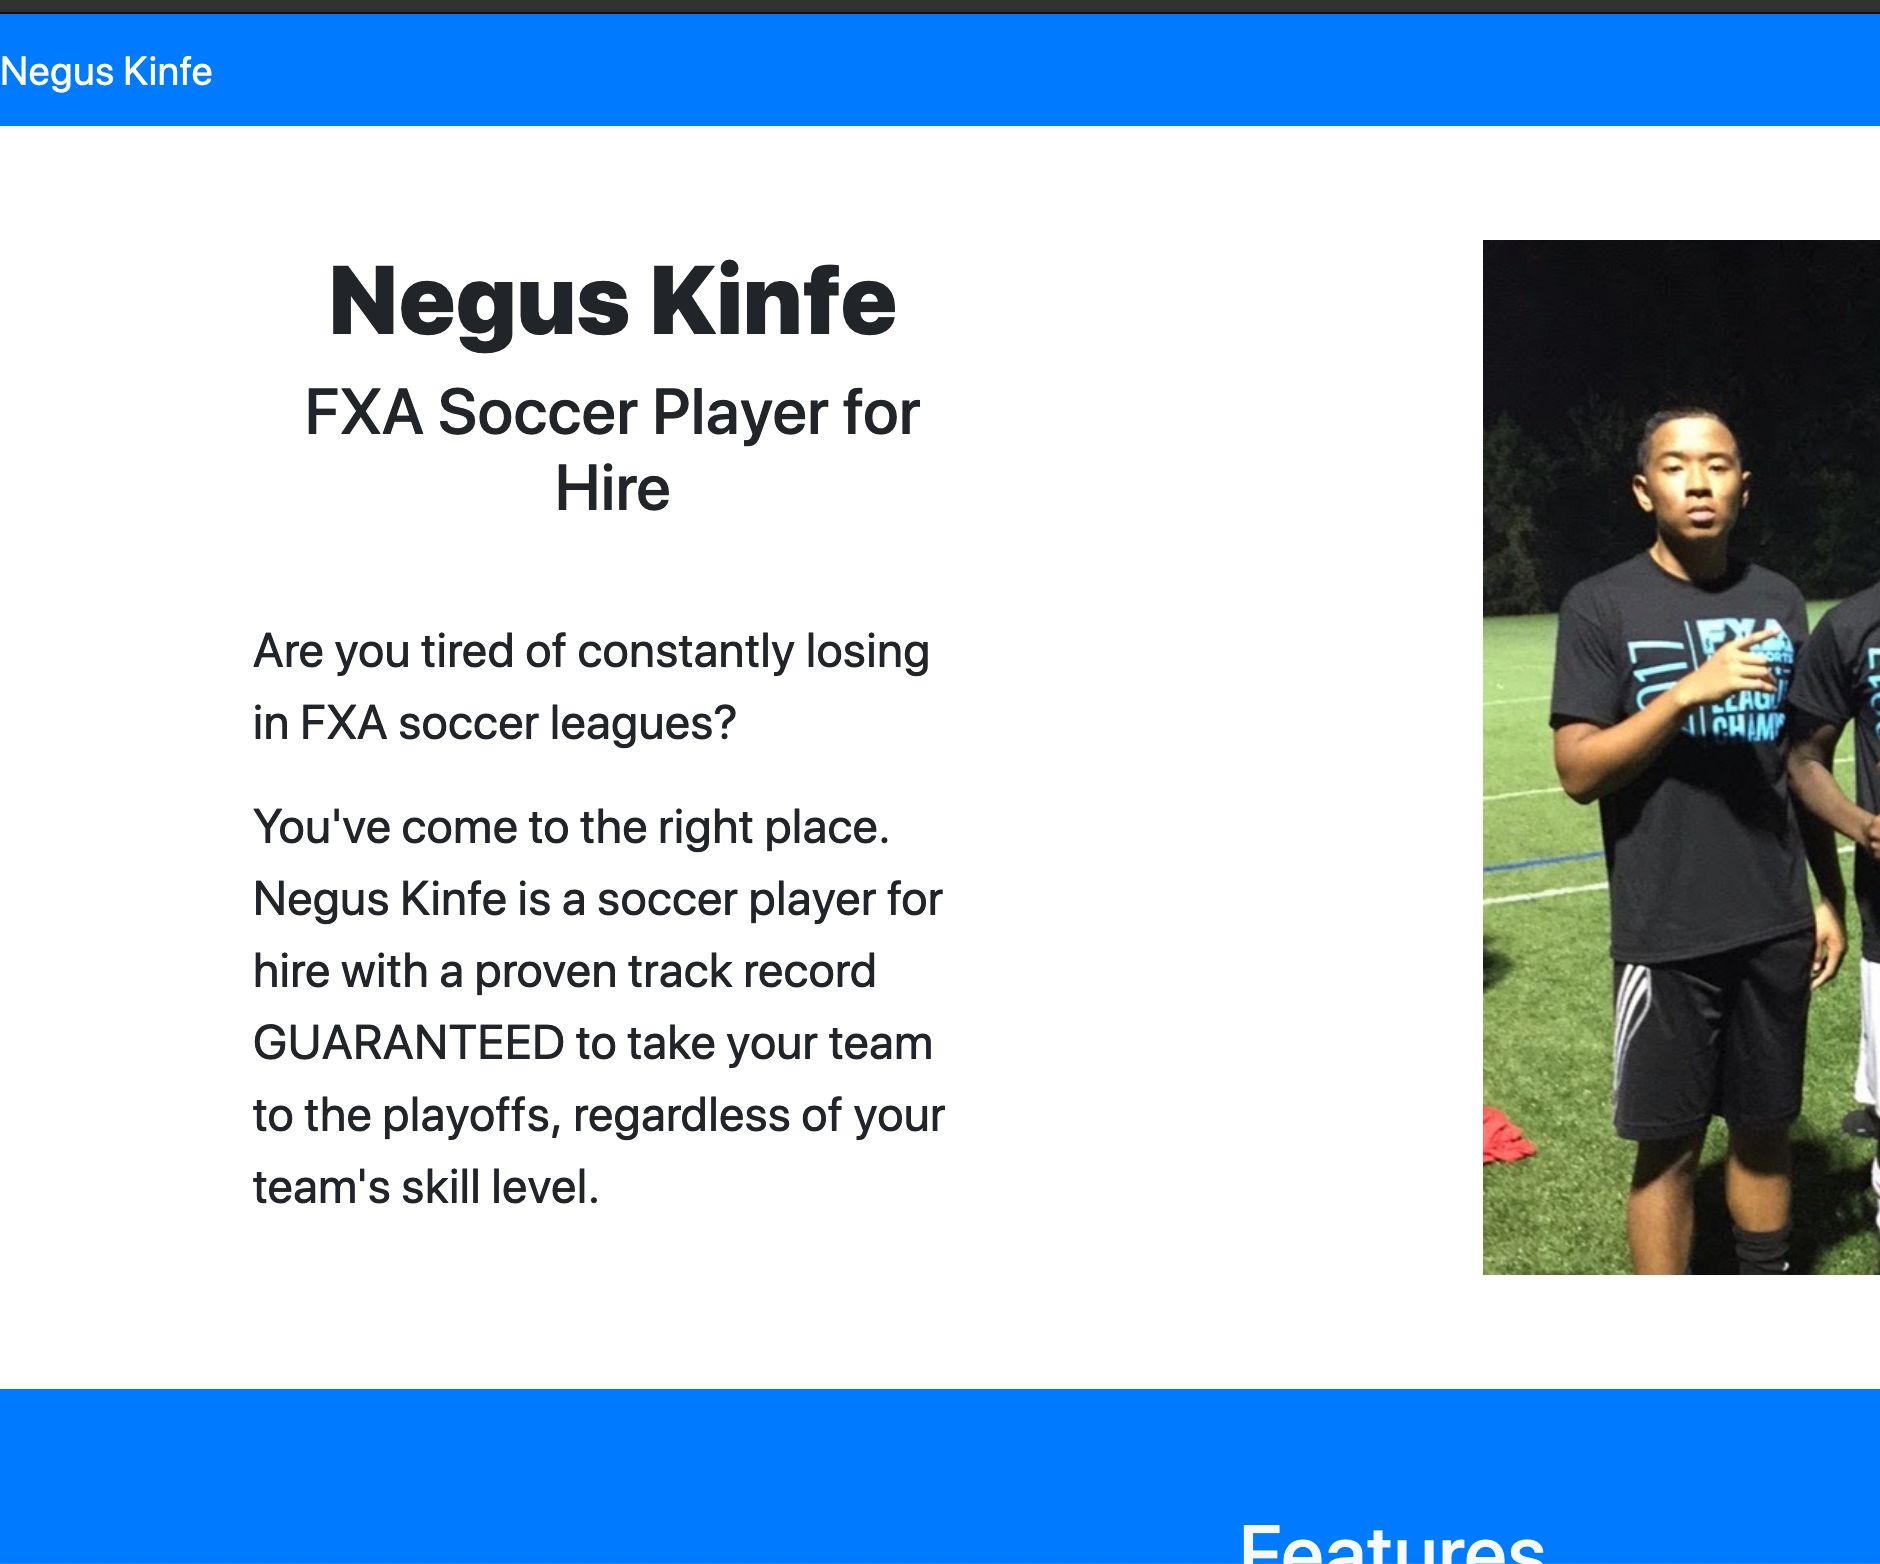 Negus Kinfe
Negus Kinfe
FXA Soccer Player for
Hire
Are you tired of constantly losing
in FXA soccer leagues?
You've come to the right place.
Negus Kinfe is a soccer player for
hire with a proven track record
GUARANTEED to take your team
to the playoffs, regardless of your
team's skill level.
FXA
LEAGU
CHAMP
Features